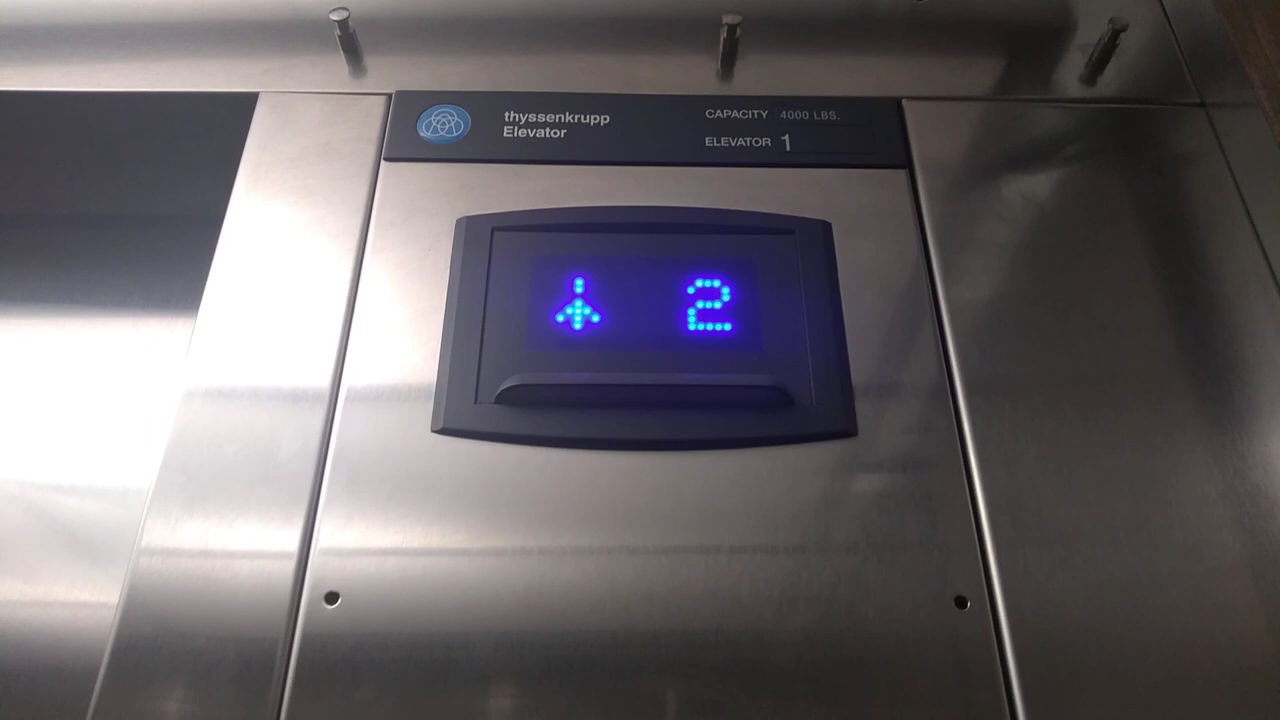 thyssenkrupp
Elevator
CAPACITY 4000 LBS.
ELEVATOR 1
2